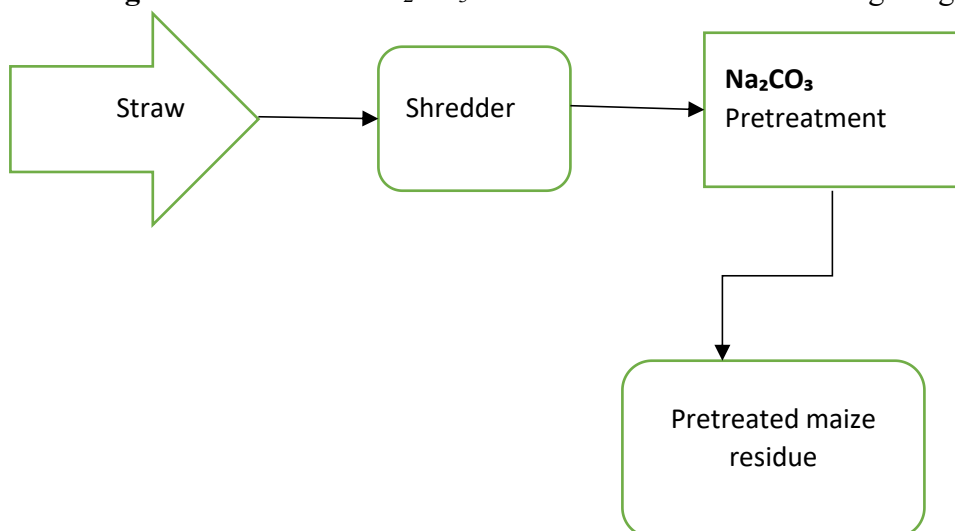 Straw
Shredder
Na₂CO₃
Pretreatment
Pretreated maize
residue